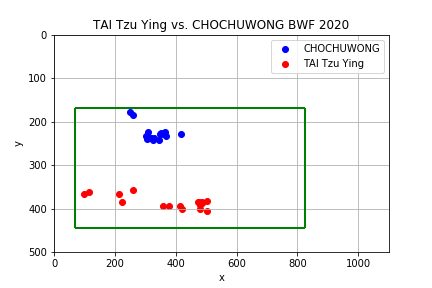 TAI Tzu Ying vs. CHOCHUWONG BWF 2020
CHOCHUWONG
TAI Tzu Ying
0
100
200
300
400
500
y
0 200 400 600 800 1000
x